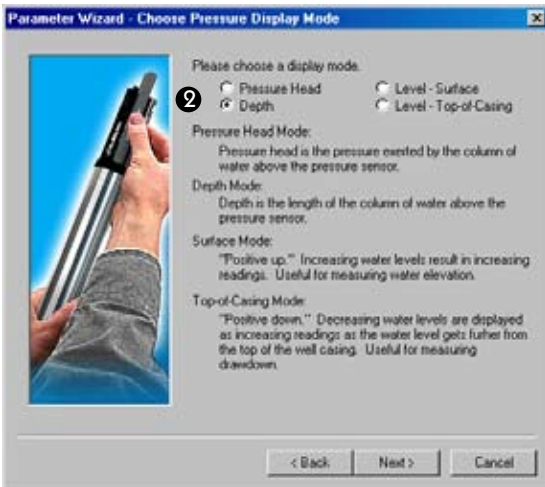 Parameter Wizard - Choose Pressure Display Mode
Please choose a display mode.
Pressure Head Level - Surface
2 Depth Level - Top-of-Casing
Pressure Head Mode:
Pressure head is the pressure exerted by the column of
water above the pressure sensor.
Depth Mode:
Depth is the length of the column of water above the
pressure sensor.
Surface Mode:
"Positive up." Increasing water levels result in increasing
readings. Useful for measuring water elevation.
Top-of-Casing Mode:
"Positive down." Decreasing water levels are displayed
as increasing readings as the water level gets furher from
the top of the well casing. Useful for measuring
drawdown.
< Back Next > Cancel